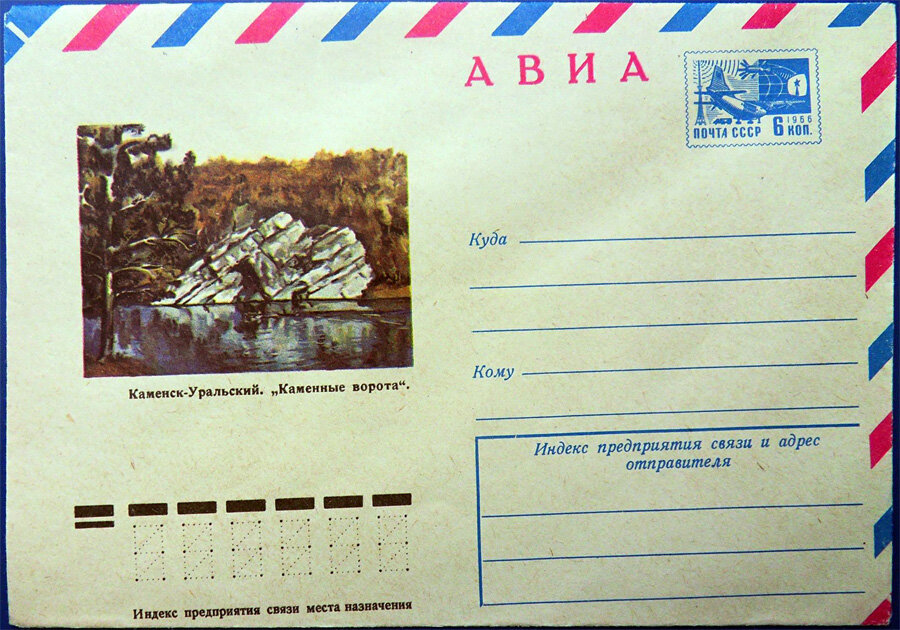 АВИА
1966
ПОЧТА СССР 6 КОП.
Куда
Кому
Каменск-Уральский. „Каменные ворота“.
Индекс предприятия связи и адрес
отправителя
Индекс предприятия связи места назначения